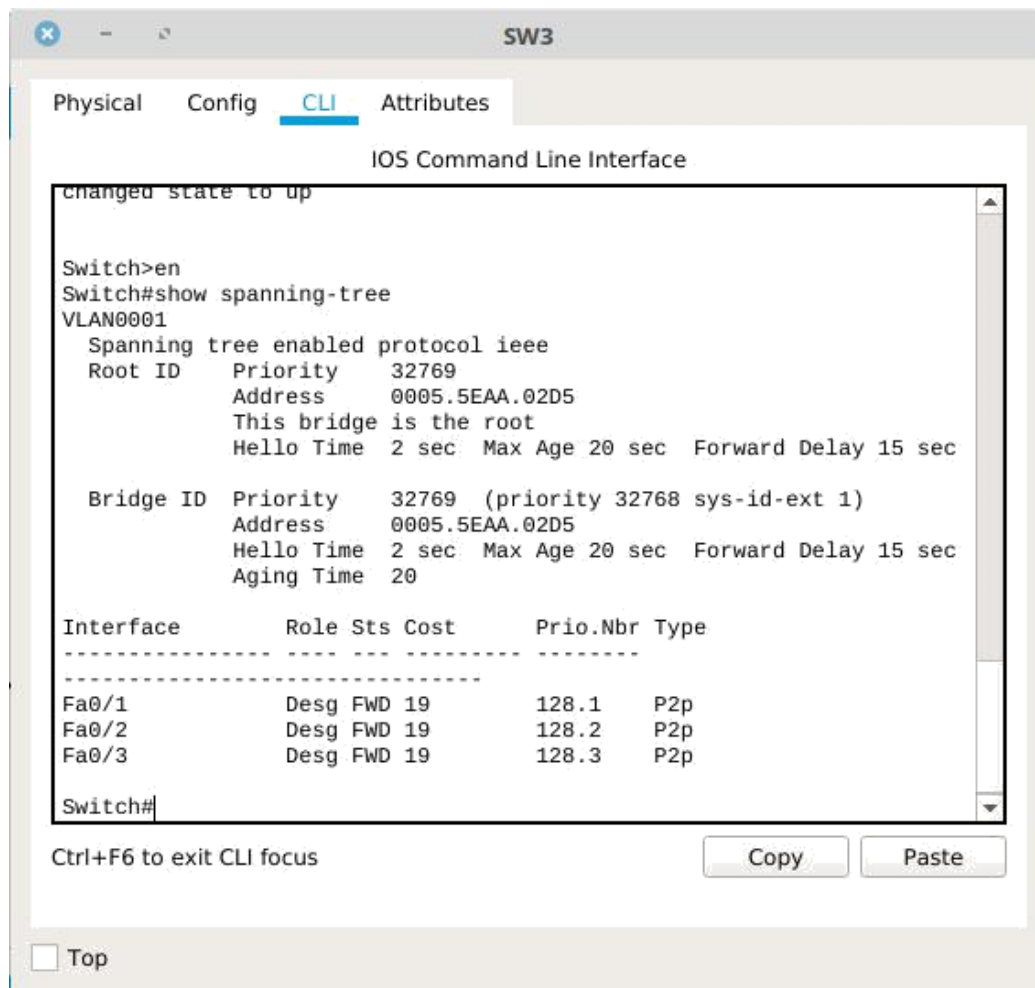 SW3
Physical Config CLI Attributes
IOS Command Line Interface
changed state to up
Switch>en
Switch#show spanning-tree
VLAN0001
  Spanning tree enabled protocol ieee
  Root ID    Priority    32769
             Address     0005.5EAA.02D5
             This bridge is the root
             Hello Time  2 sec  Max Age 20 sec  Forward Delay 15 sec
  Bridge ID  Priority    32769  (priority 32768 sys-id-ext 1)
             Address     0005.5EAA.02D5
             Hello Time  2 sec  Max Age 20 sec  Forward Delay 15 sec
             Aging Time  20
Interface        Role Sts Cost      Prio.Nbr Type
---------------- ---- --- --------- --------
--------------------------------
Fa0/1            Desg FWD 19        128.1    P2p
Fa0/2            Desg FWD 19        128.2    P2p
Fa0/3            Desg FWD 19        128.3    P2p
Switch#
Ctrl+F6 to exit CLI focus Copy Paste
Top